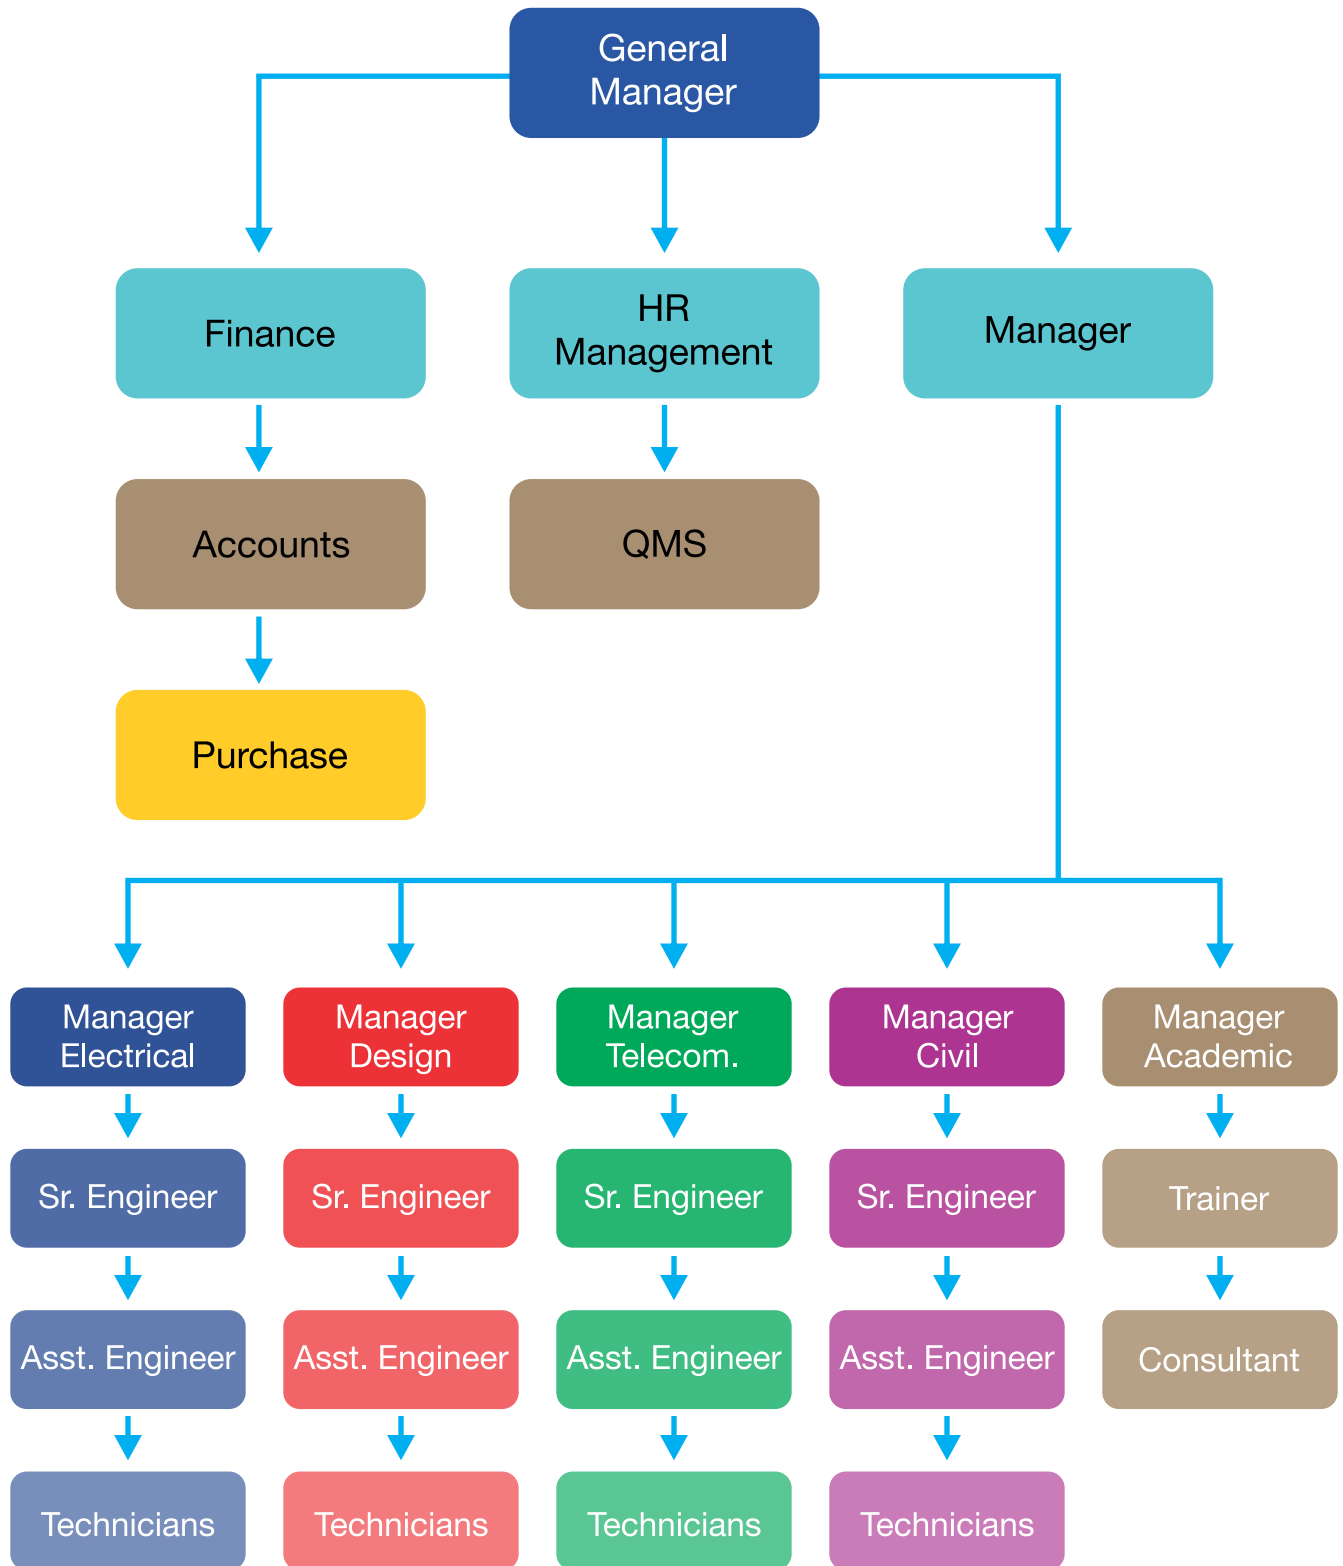 General
Manager
Finance
HR
Management
Manager
Accounts
QMS
Purchase
Manager
Electrical
Manager
Design
Manager
Telecom.
Manager
Civil
Manager
Academic
Sr. Engineer
Sr. Engineer
Sr. Engineer
Sr. Engineer
Trainer
Asst. Engineer
Asst. Engineer
Asst. Engineer
Asst. Engineer
Consultant
Technicians
Technicians
Technicians
Technicians